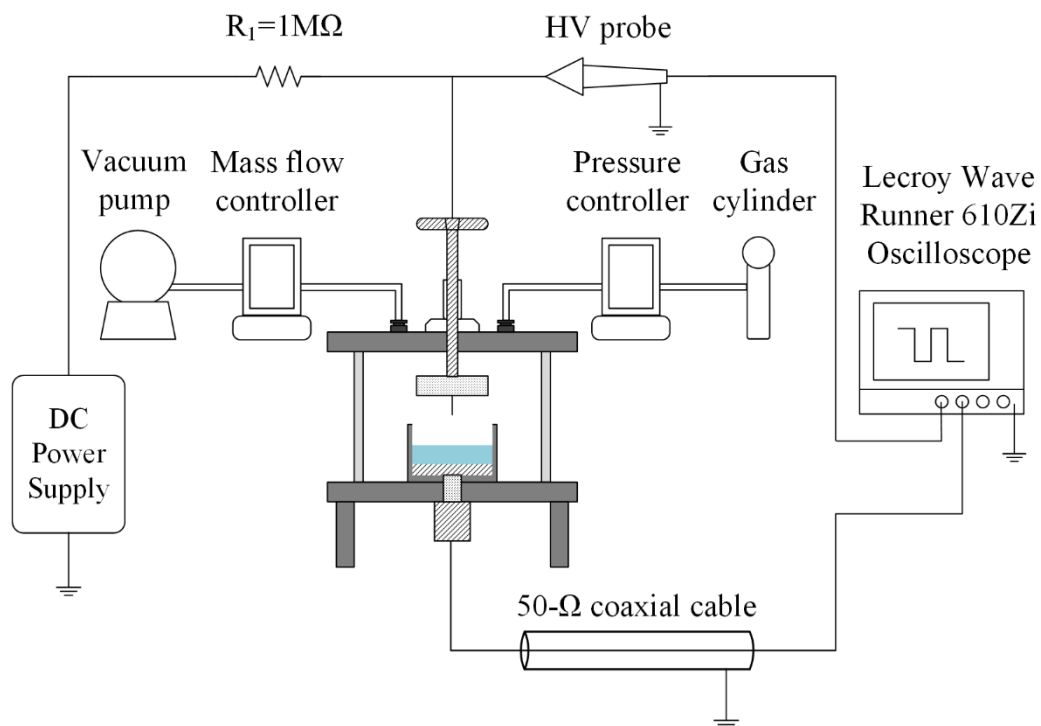 R₁=1MΩ
HV probe
Vacuum
pump
Mass flow
controller
Pressure
controller
Gas
cylinder
Lecroy Wave
Runner 610Zi
Oscilloscope
DC
Power
Supply
50-Ω coaxial cable